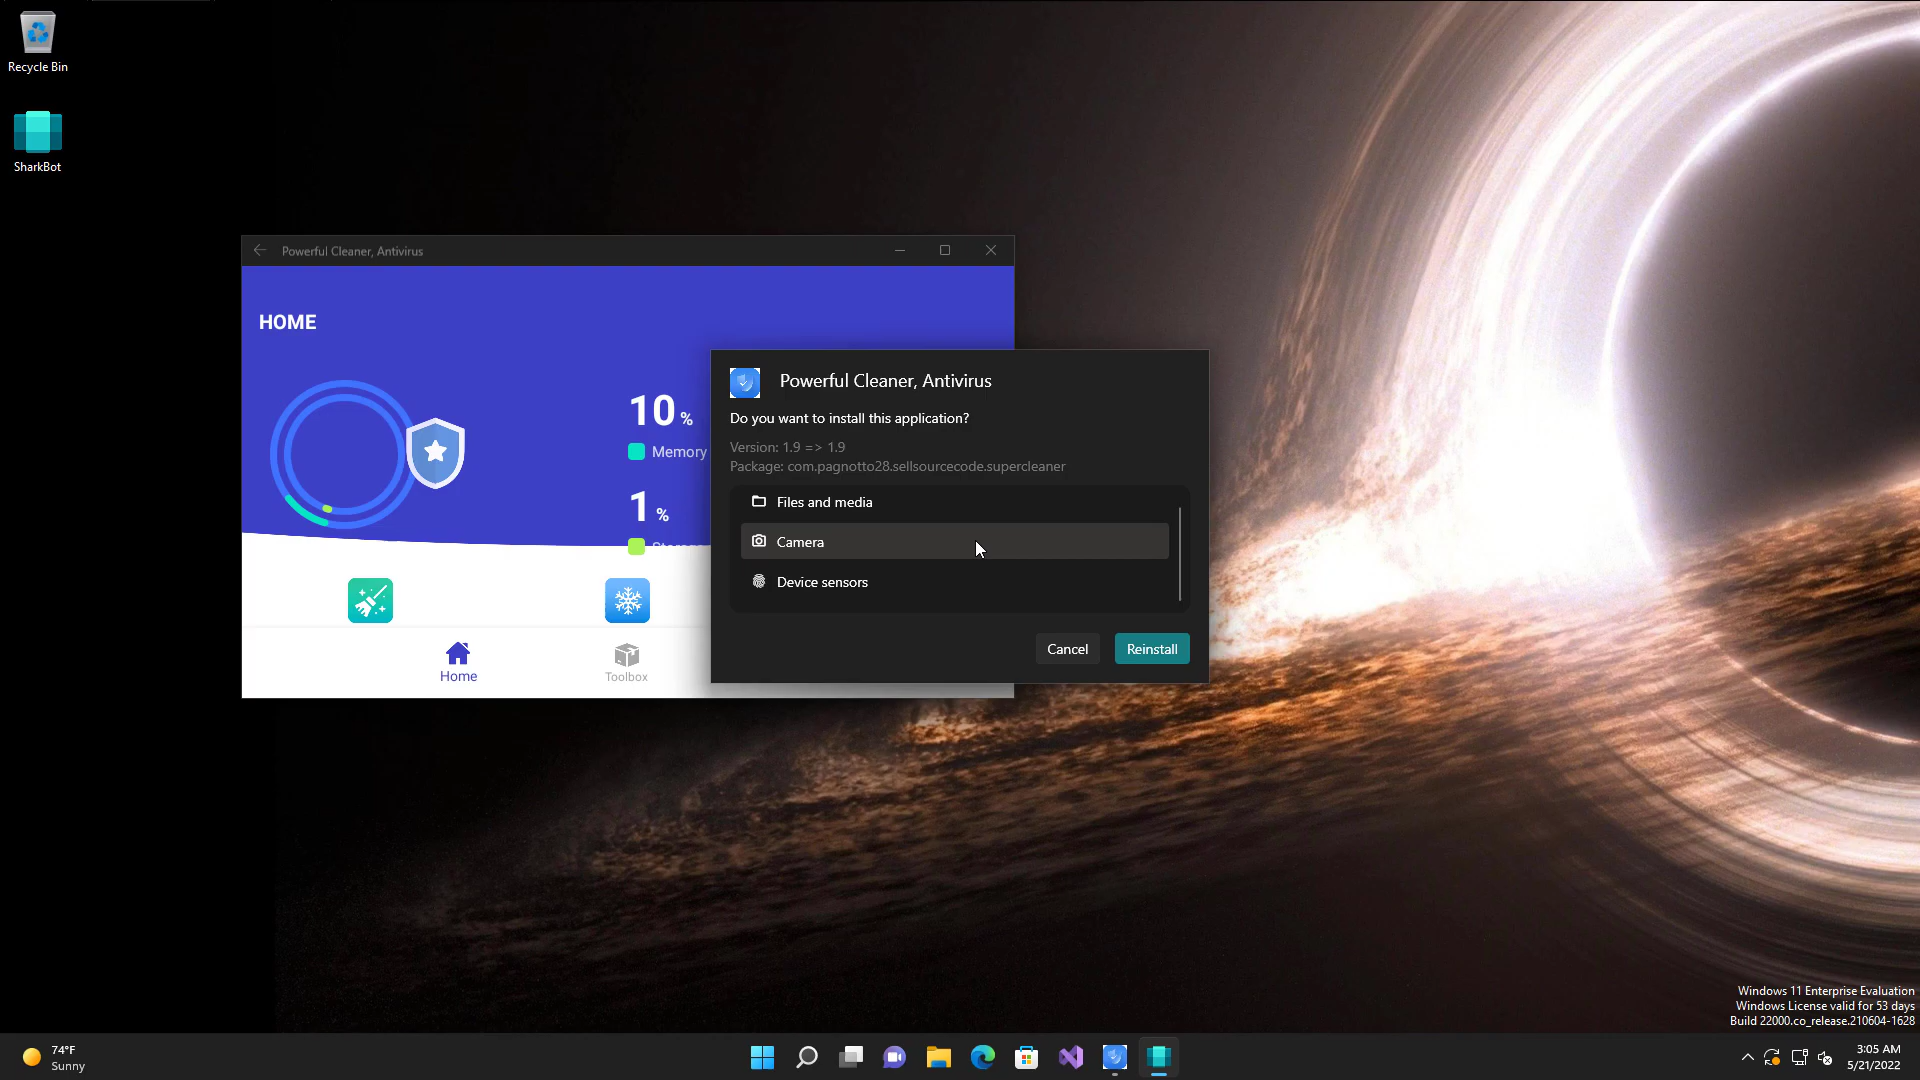 Recycle Bin
SharkBot
Powerful Cleaner, Antivirus
HOME
10 %
Memory
1 %
Home
Toolbox
Powerful Cleaner, Antivirus
Do you want to install this application?
Version: 1.9 => 1.9
Package: com.pagnotto28.sellsourcecode.supercleaner
Files and media
Camera
Device sensors
Cancel
Reinstall
Windows 11 Enterprise Evaluation
Windows License valid for 53 days
Build 22000.co_release.210604-1628
74°F
Sunny
3:05 AM
5/21/2022